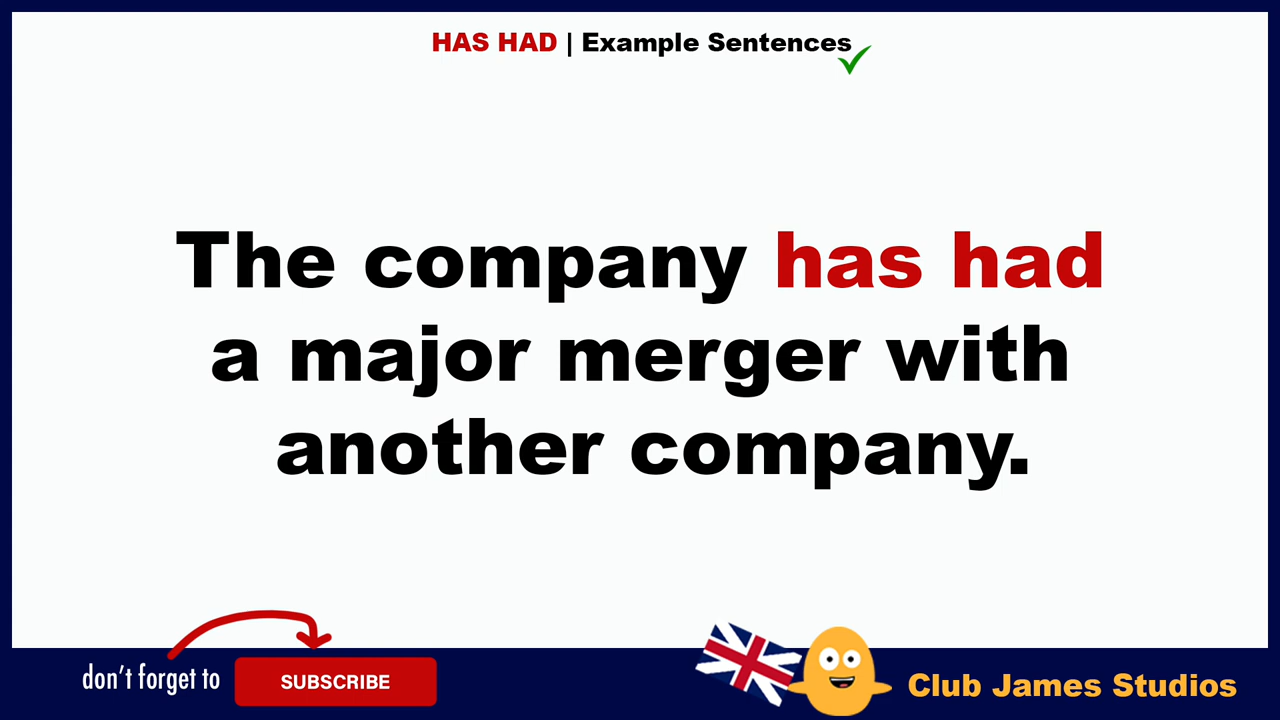 HAS HAD | Example Sentences
The company has had
a major merger with
another company.
don't forget to
SUBSCRIBE
Club James Studios